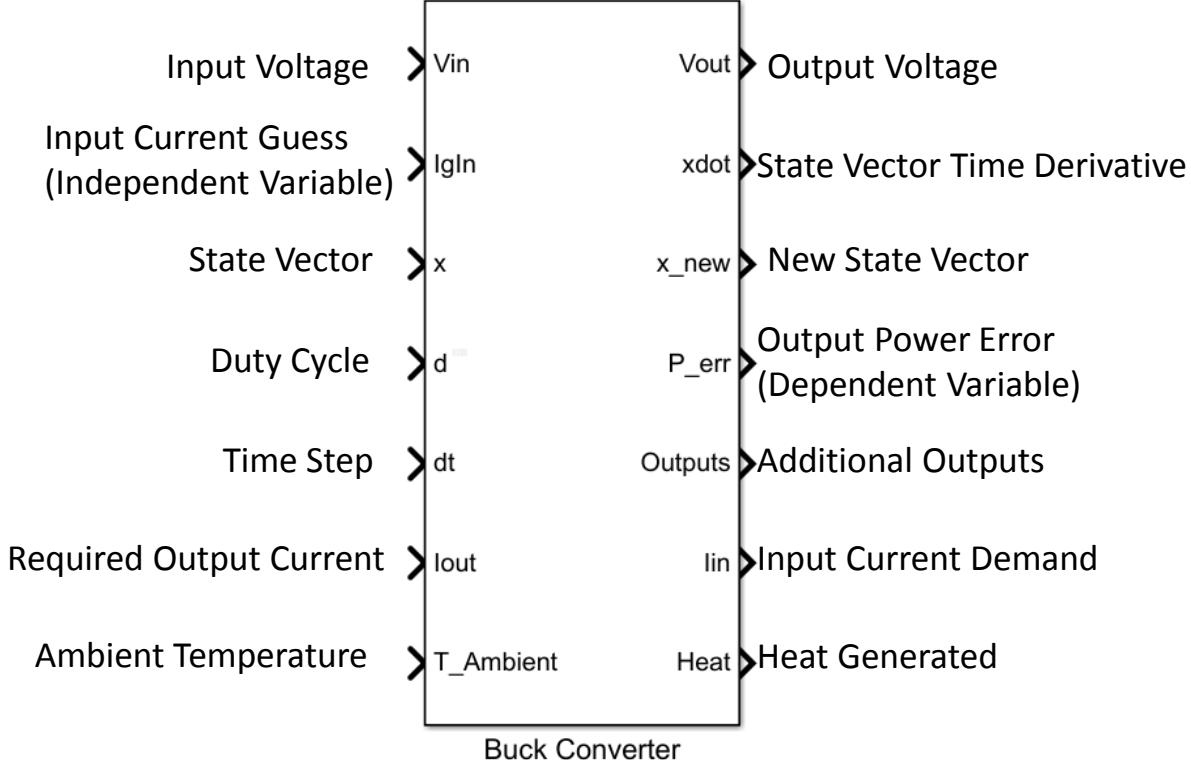 Input Voltage
Vin
Vout
Output Voltage
Input Current Guess
(Independent Variable)
IgIn
xdot
State Vector Time Derivative
State Vector
x
x_new
New State Vector
Duty Cycle
d
P_err
Output Power Error
(Dependent Variable)
Time Step
dt
Outputs
Additional Outputs
Required Output Current
Iout
Iin
Input Current Demand
Ambient Temperature
T_Ambient
Heat
Heat Generated
Buck Converter